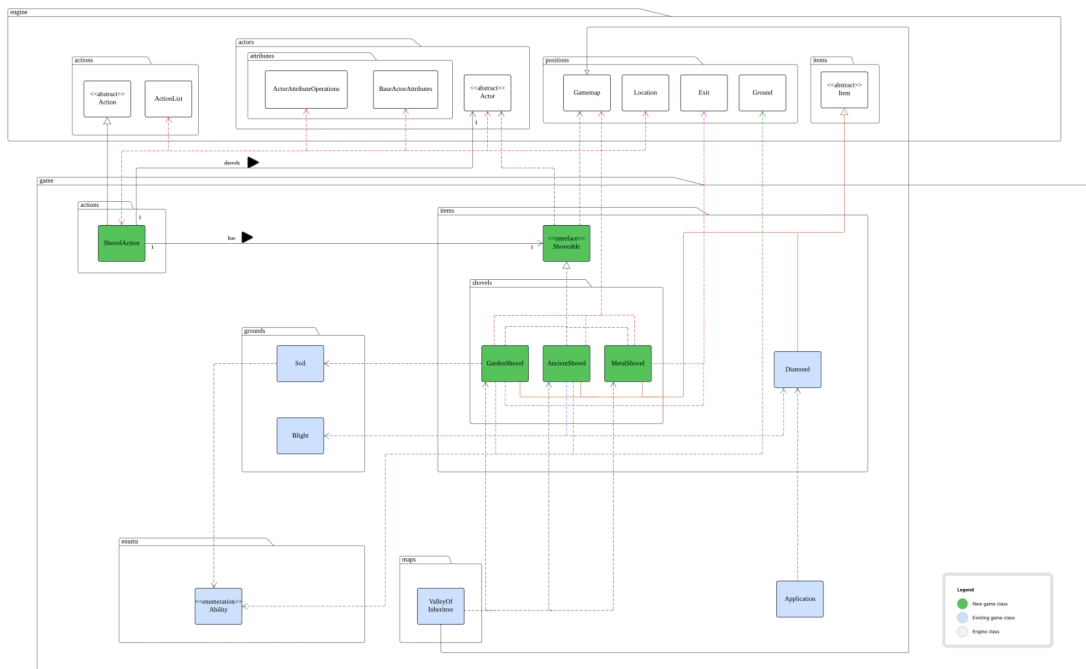 engine
actors
attributes
actions
positions
items
<<abstract>>
Action
ActionList
ActorAttributeOperations
BaseActorAttributes
<<abstract>>
Actor
Gamemap
Location
Exit
Ground
<<abstract>>
Item
1
shovels
game
actions
items
1
ShovelAction
1
has
1
<<interface>>
Shoveable
shovels
grounds
Soil
GardenShovel
AncientShovel
MetalShovel
Diamond
Blight
enums
maps
<<enumeration>>
Ability
ValleyOf
Inheritree
Application
Legend
New game class
Existing game class
Engine class